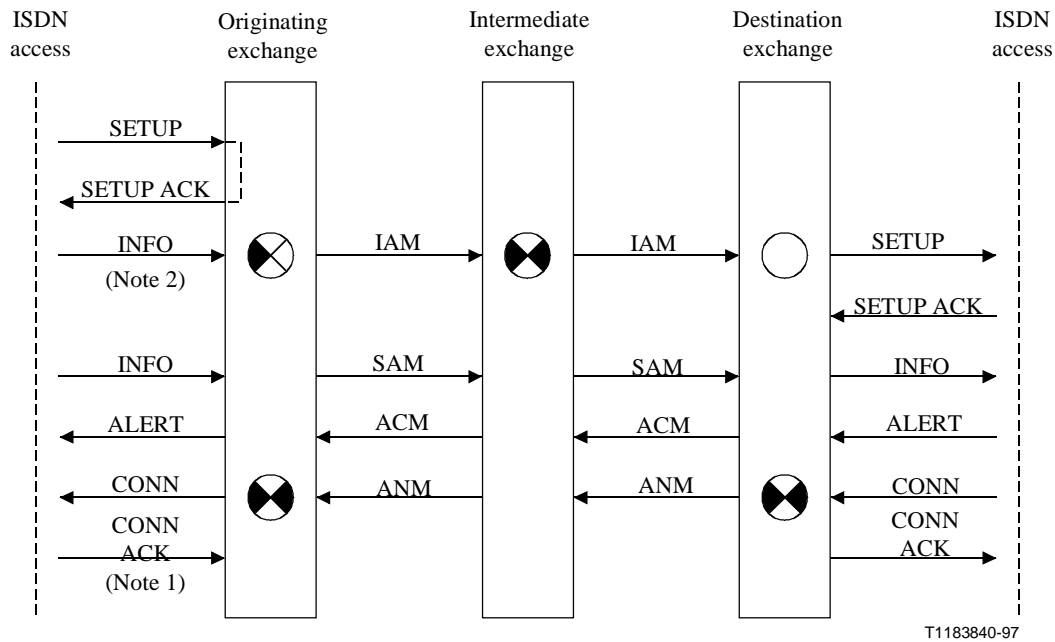 ISDN
access
Originating
exchange
Intermediate
exchange
Destination
exchange
ISDN
access
SETUP
SETUP ACK
INFO
(Note 2)
IAM
IAM
SETUP
SETUP ACK
INFO
SAM
SAM
INFO
ALERT
ACM
ACM
ALERT
CONN
ANM
ANM
CONN
CONN
ACK
(Note 1)
CONN
ACK
T1183840-97